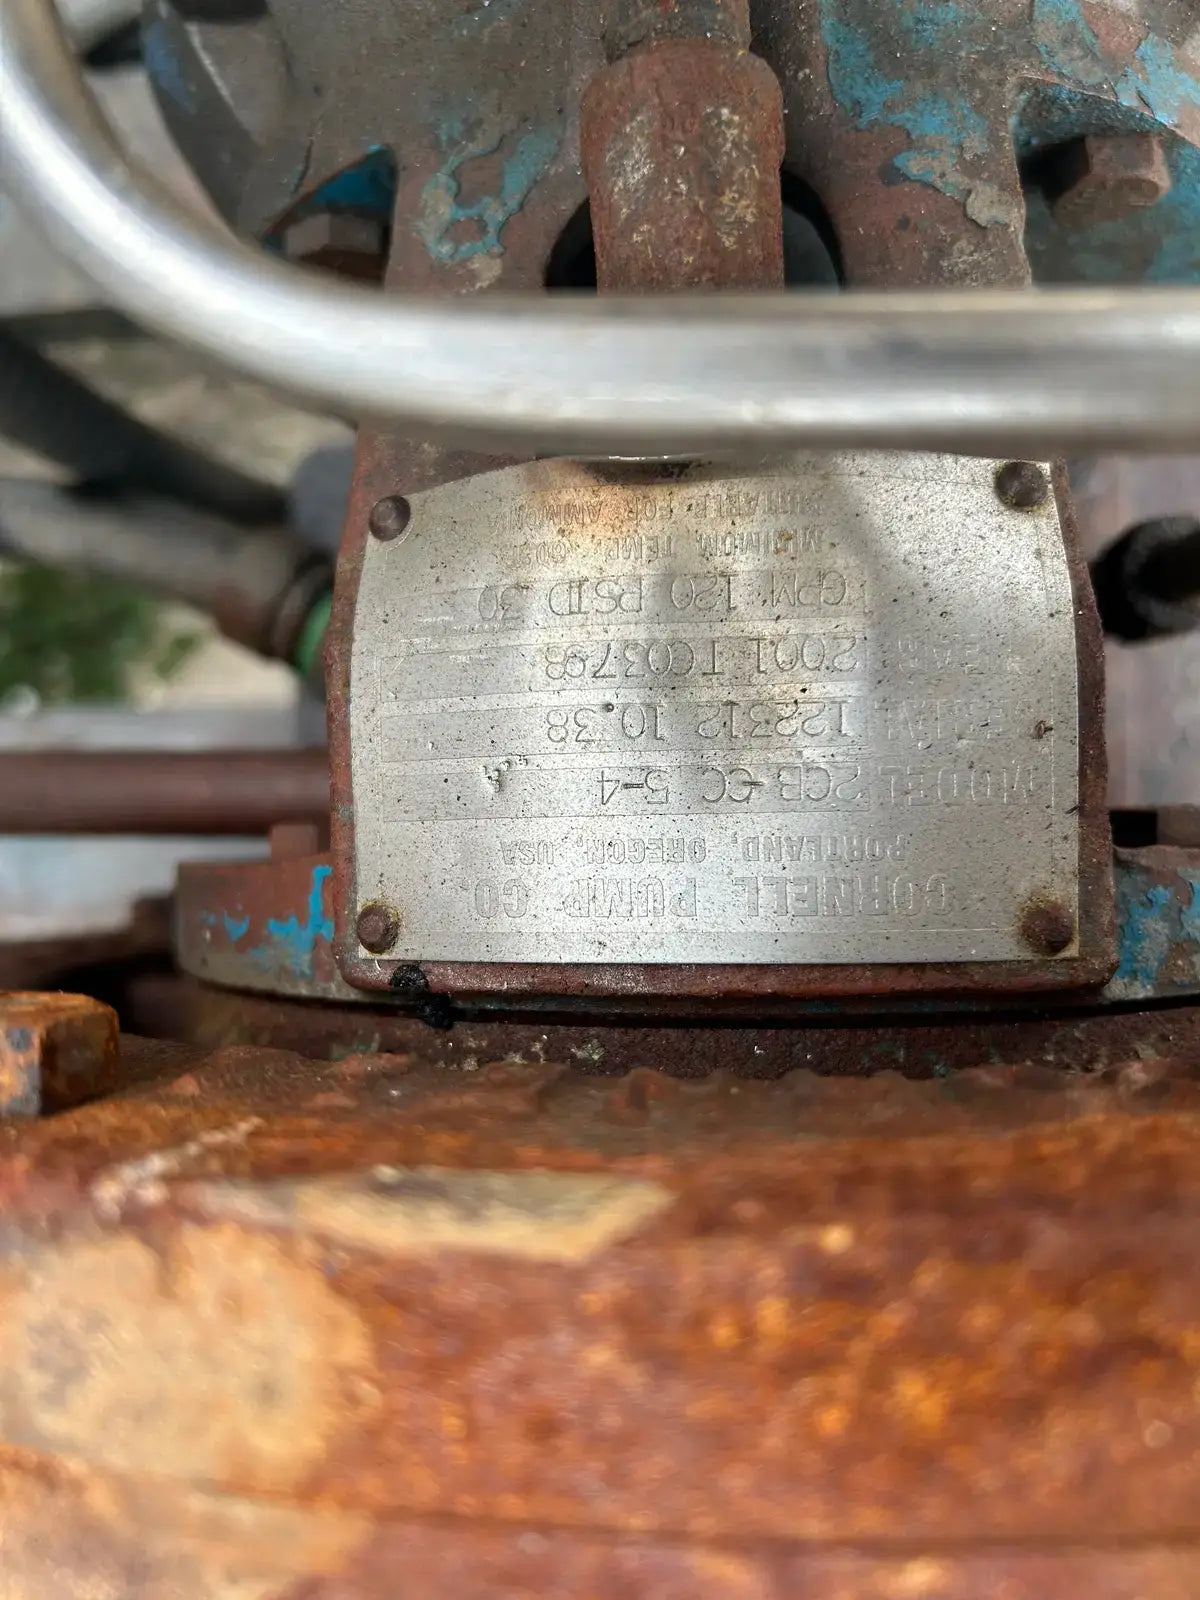 CORNELL PUMP CO.
PORTLAND, OREGON, USA
MODEL 2CB-CC 5-4
122312 10.38
YEAR 2001 TC03798
GPM 120 PSID 30
MINIMUM TEMP.
SUITABLE FOR AMMONIA